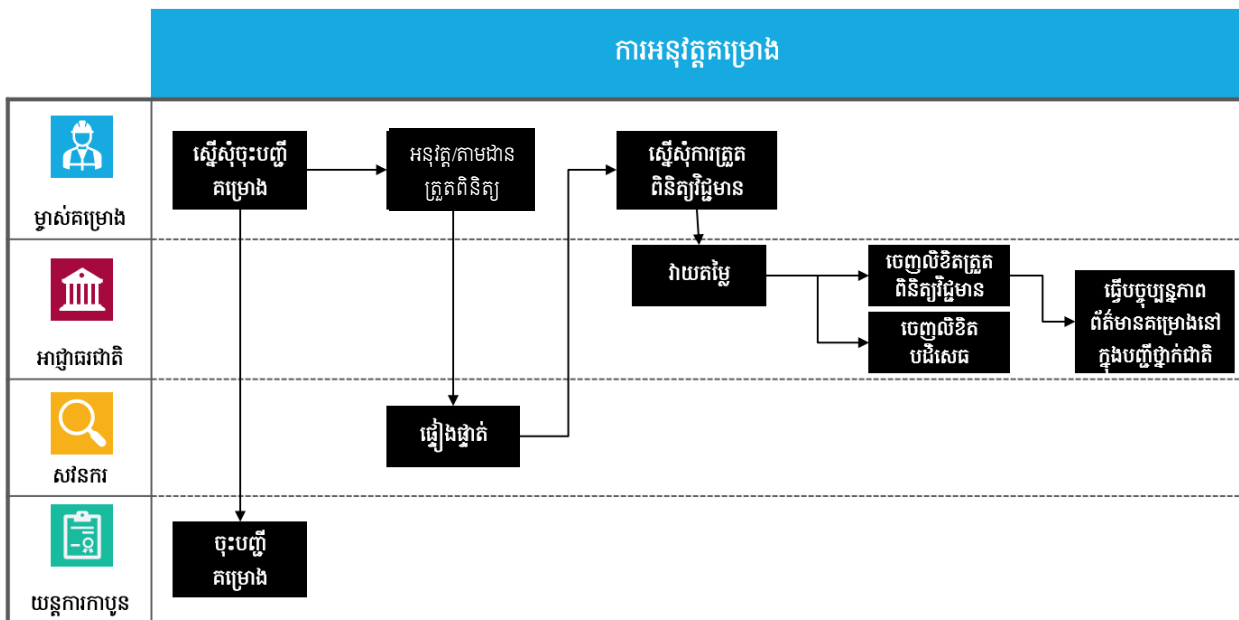 ការអនុវត្តគម្រោង
ម្ចាស់គម្រោង
ស្នើសុំចុះបញ្ជី
គម្រោង
អនុវត្ត/តាមដាន
ត្រួតពិនិត្យ
ស្នើសុំការត្រួត
ពិនិត្យវិជ្ជមាន
អាជ្ញាធរជាតិ
វាយតម្លៃ
ចេញលិខិតត្រួត
ពិនិត្យវិជ្ជមាន
ចេញលិខិត
បដិសេធ
ធ្វើបច្ចុប្បន្នភាព
ព័ត៌មានគម្រោងនៅ
ក្នុងបញ្ជីថ្នាក់ជាតិ
សវនករ
ផ្ទៀងផ្ទាត់
យន្តការកាបូន
ចុះបញ្ជី
គម្រោង